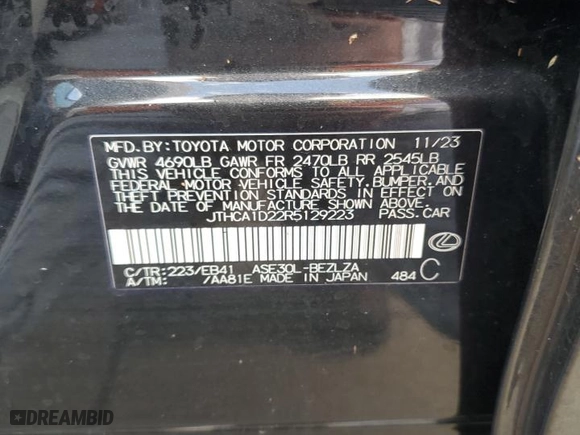 MFD.BY:TOYOTA MOTOR CORPORATION 11/23
GVWR 4690LB GAWR FR 2470LB RR 2545LB
THIS VEHICLE CONFORMS TO ALL APPLICABLE
FEDERAL MOTOR VEHICLE SAFETY, BUMPER, AND
THEFT PREVENTION STANDARDS IN EFFECT ON
THE DATE OF MANUFACTURE SHOWN ABOVE.
JTHCA1D22R5129223 PASS.CAR
C/TR:223/EB41 ASE30L-BEZLZA
A/TM: 7AA81E MADE IN JAPAN 484 C
DREAMBID